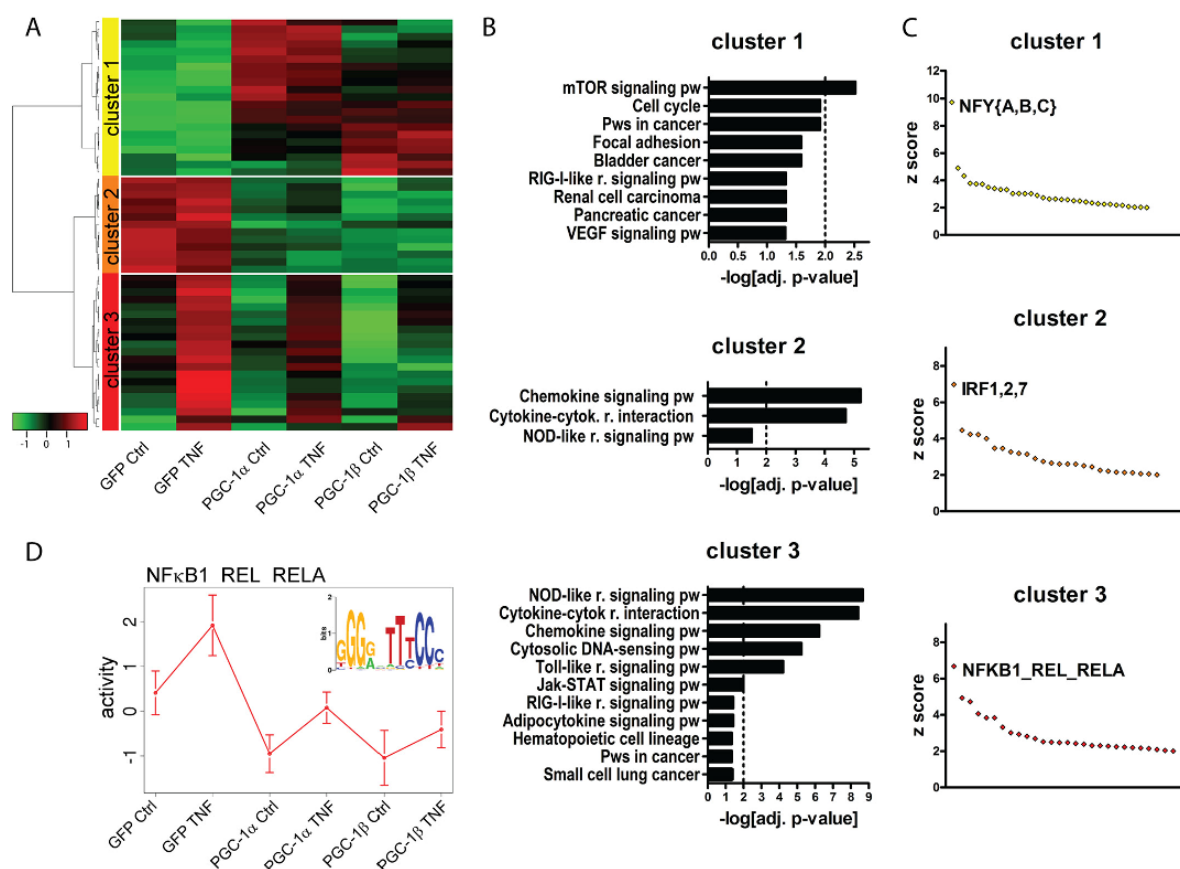 A
cluster 1
cluster 2
cluster 3
-1 0 1
GFP Ctrl
GFP TNF
PGC-1α Ctrl
PGC-1α TNF
PGC-1β Ctrl
PGC-1β TNF
B
cluster 1
mTOR signaling pw
Cell cycle
Pws in cancer
Focal adhesion
Bladder cancer
RIG-I-like r. signaling pw
Renal cell carcinoma
Pancreatic cancer
VEGF signaling pw
0.0 0.5 1.0 1.5 2.0 2.5
-log[adj. p-value]
cluster 2
Chemokine signaling pw
Cytokine-cytok. r. interaction
NOD-like r. signaling pw
0 1 2 3 4 5
-log[adj. p-value]
cluster 3
NOD-like r. signaling pw
Cytokine-cytok r. interaction
Chemokine signaling pw
Cytosolic DNA-sensing pw
Toll-like r. signaling pw
Jak-STAT signaling pw
RIG-I-like r. signaling pw
Adipocytokine signaling pw
Hematopoietic cell lineage
Pws in cancer
Small cell lung cancer
0 1 2 3 4 5 6 7 8 9
-log[adj. p-value]
C
cluster 1
12
10
8
6
4
2
0
z score
NFY{A,B,C}
cluster 2
8
6
4
2
0
z score
IRF1,2,7
cluster 3
8
6
4
2
0
z score
NFKB1_REL_RELA
D
NFκB1 REL RELA
2
1
0
-1
activity
2
1
0
bits
GFP Ctrl
GFP TNF
PGC-1α Ctrl
PGC-1α TNF
PGC-1β Ctrl
PGC-1β TNF